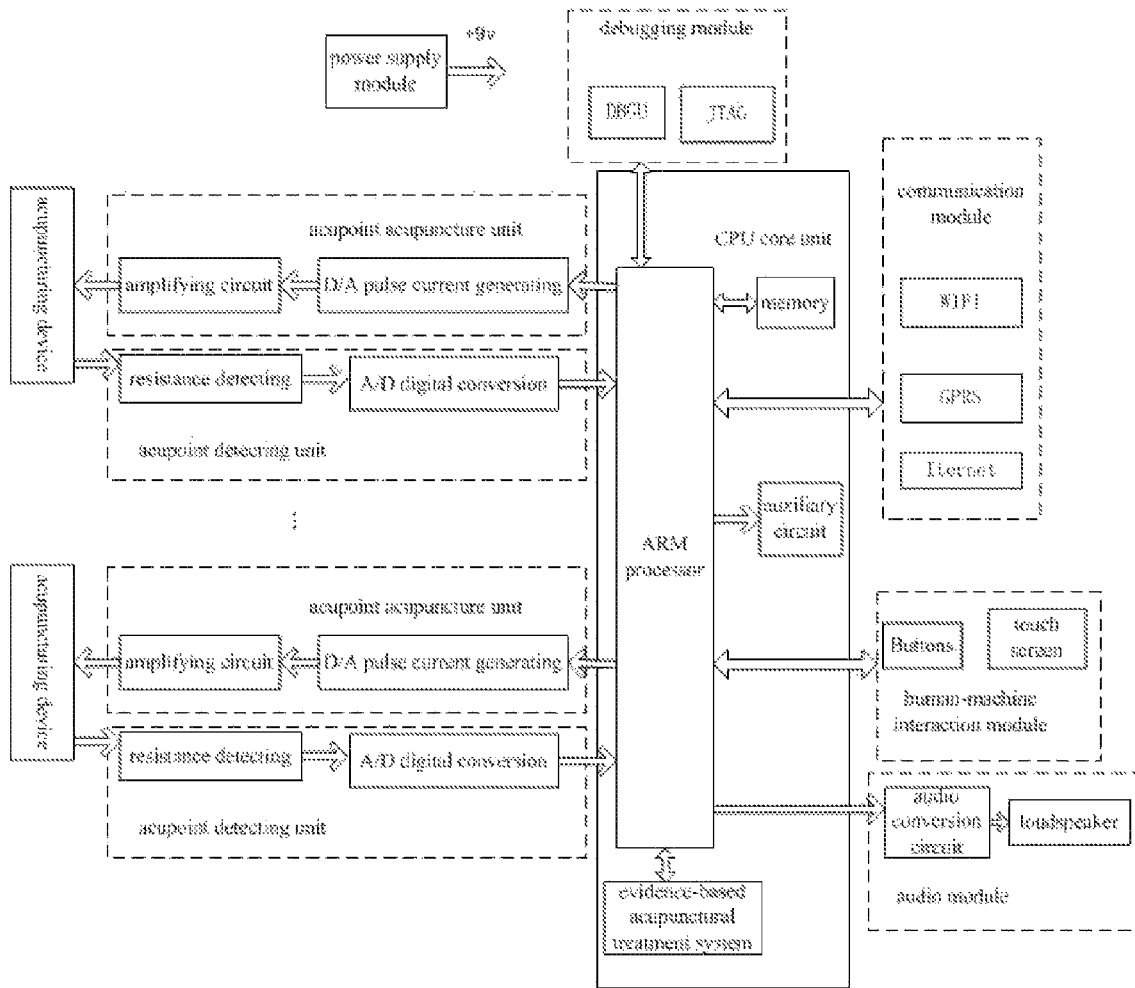 +9v
power supply
module
debugging module
DBGU
JTAG
acupuncturing device
acupoint acupuncture unit
amplifying circuit
D/A pulse current generating
resistance detecting
A/D digital conversion
acupoint detecting unit
CPU core unit
ARM
processor
memory
auxiliary
circuit
evidence-based
acupunctural
treatment system
communication
module
WIFI
GPRS
Iternet
acupuncturing device
acupoint acupuncture unit
amplifying circuit
D/A pulse current generating
resistance detecting
A/D digital conversion
acupoint detecting unit
Buttons
touch
screen
human-machine
interaction module
audio
conversion
circuit
loudspeaker
audio module